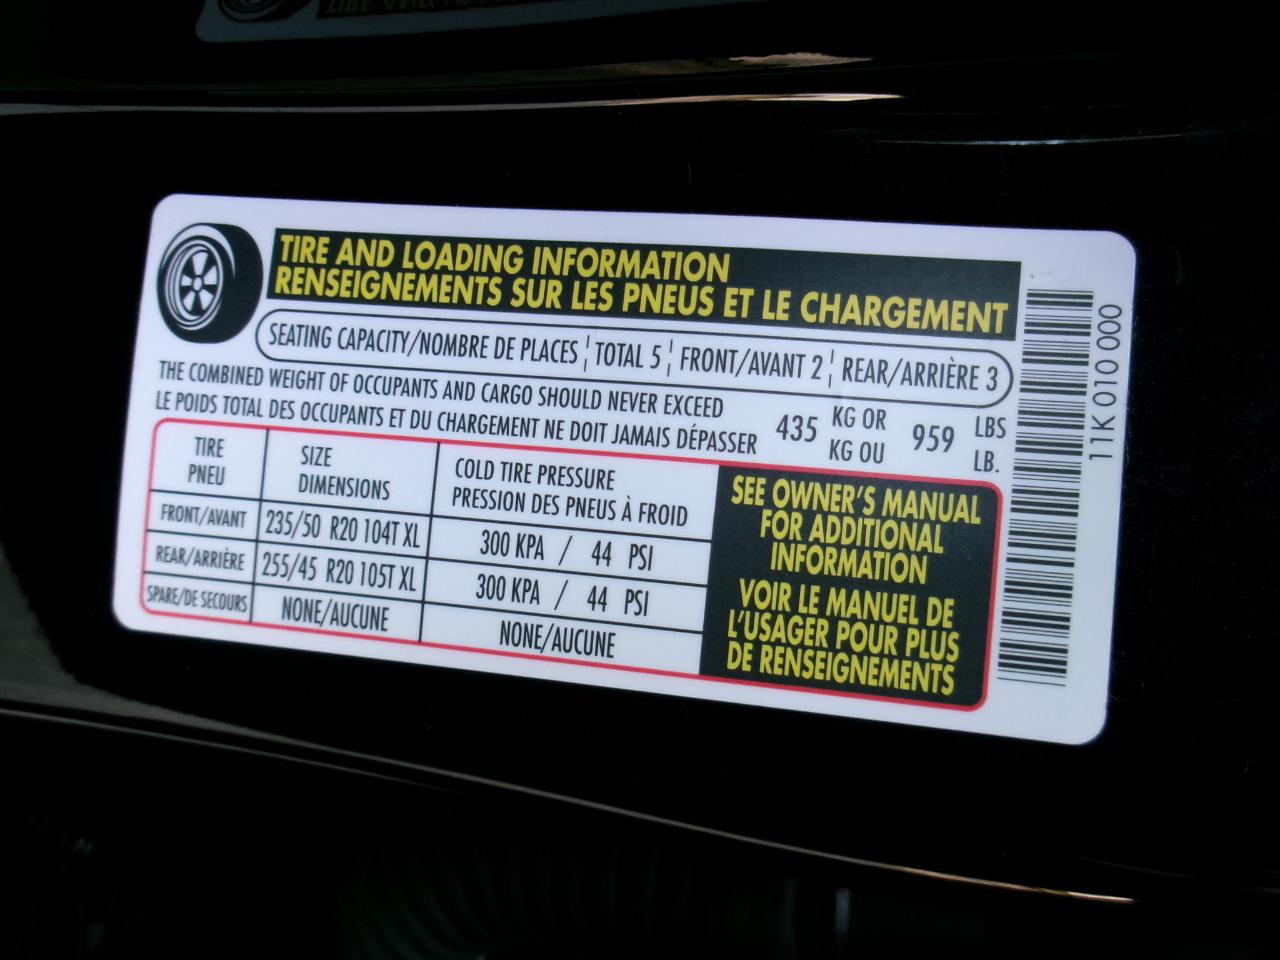 TIRE AND LOADING INFORMATION
RENSEIGNEMENTS SUR LES PNEUS ET LE CHARGEMENT
SEATING CAPACITY/NOMBRE DE PLACES TOTAL 5 FRONT/AVANT 2 REAR/ARRIÈRE 3
THE COMBINED WEIGHT OF OCCUPANTS AND CARGO SHOULD NEVER EXCEED
LE POIDS TOTAL DES OCCUPANTS ET DU CHARGEMENT NE DOIT JAMAIS DÉPASSER
435 KG OR 959 LBS
KG OU LB.
TIRE SIZE COLD TIRE PRESSURE
PNEU DIMENSIONS PRESSION DES PNEUS À FROID
FRONT/AVANT 235/50 R20 104T XL 300 KPA / 44 PSI
REAR/ARRIÈRE 255/45 R20 105T XL 300 KPA / 44 PSI
SPARE/DE SECOURS NONE/AUCUNE NONE/AUCUNE
SEE OWNER'S MANUAL
FOR ADDITIONAL
INFORMATION
VOIR LE MANUEL DE
L'USAGER POUR PLUS
DE RENSEIGNEMENTS
11K 010 000